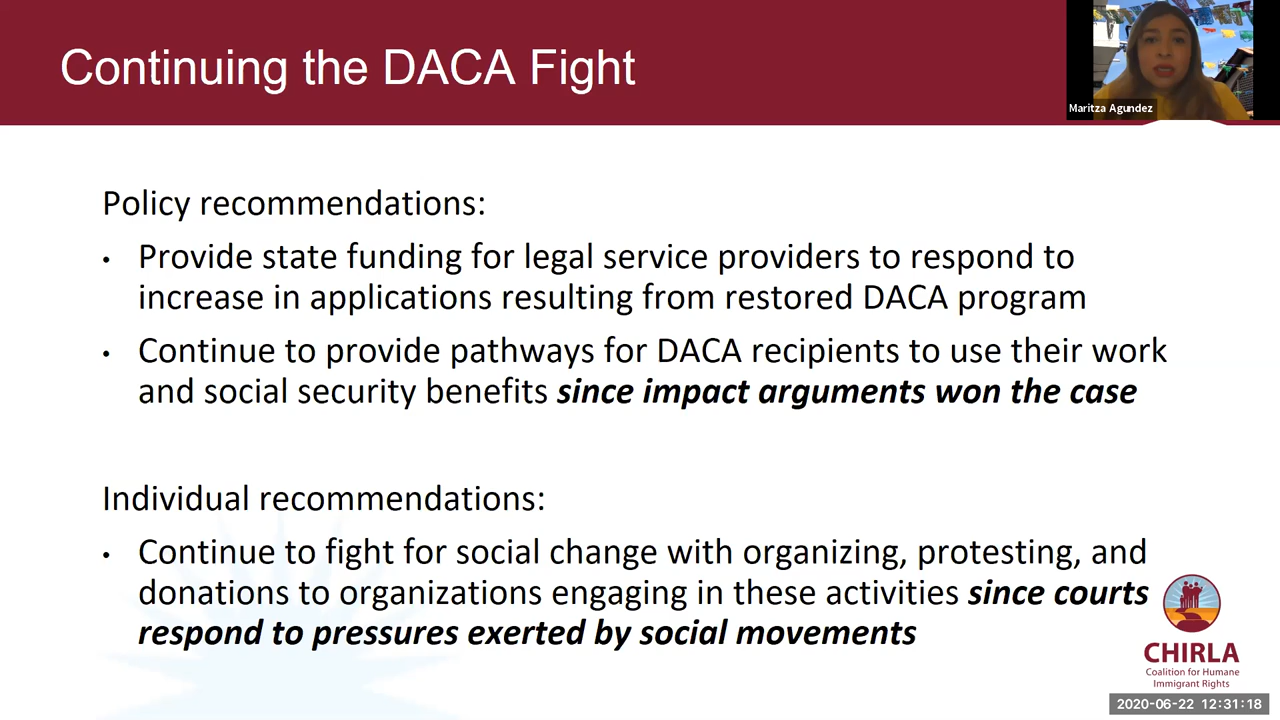 Continuing the DACA Fight
Maritza Agundez
Policy recommendations:
• Provide state funding for legal service providers to respond to
increase in applications resulting from restored DACA program
• Continue to provide pathways for DACA recipients to use their work
and social security benefits since impact arguments won the case
Individual recommendations:
• Continue to fight for social change with organizing, protesting, and
donations to organizations engaging in these activities since courts
respond to pressures exerted by social movements
CHIRLA
Coalition for Humane
Immigrant Rights
2020-06-22 12:31:18